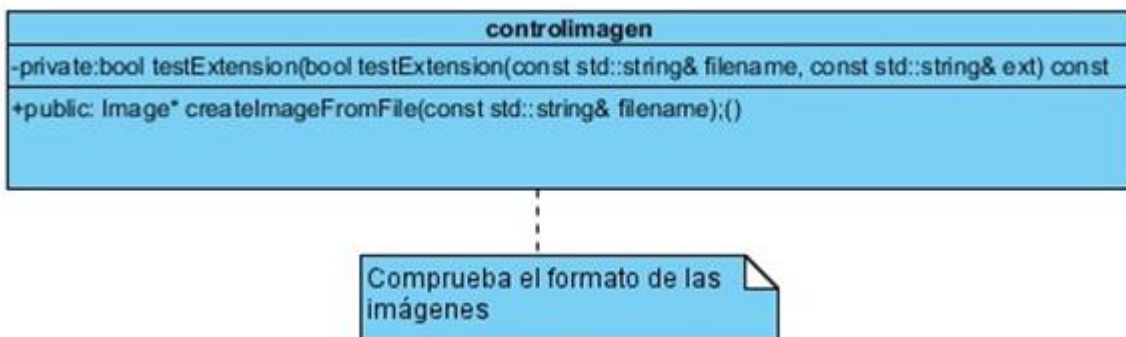 controlimagen
-private:bool testExtension(bool testExtension(const std::string& filename, const std::string& ext) const
+public: Image* createImageFromFile(const std::string& filename);()
Comprueba el formato de las
imágenes